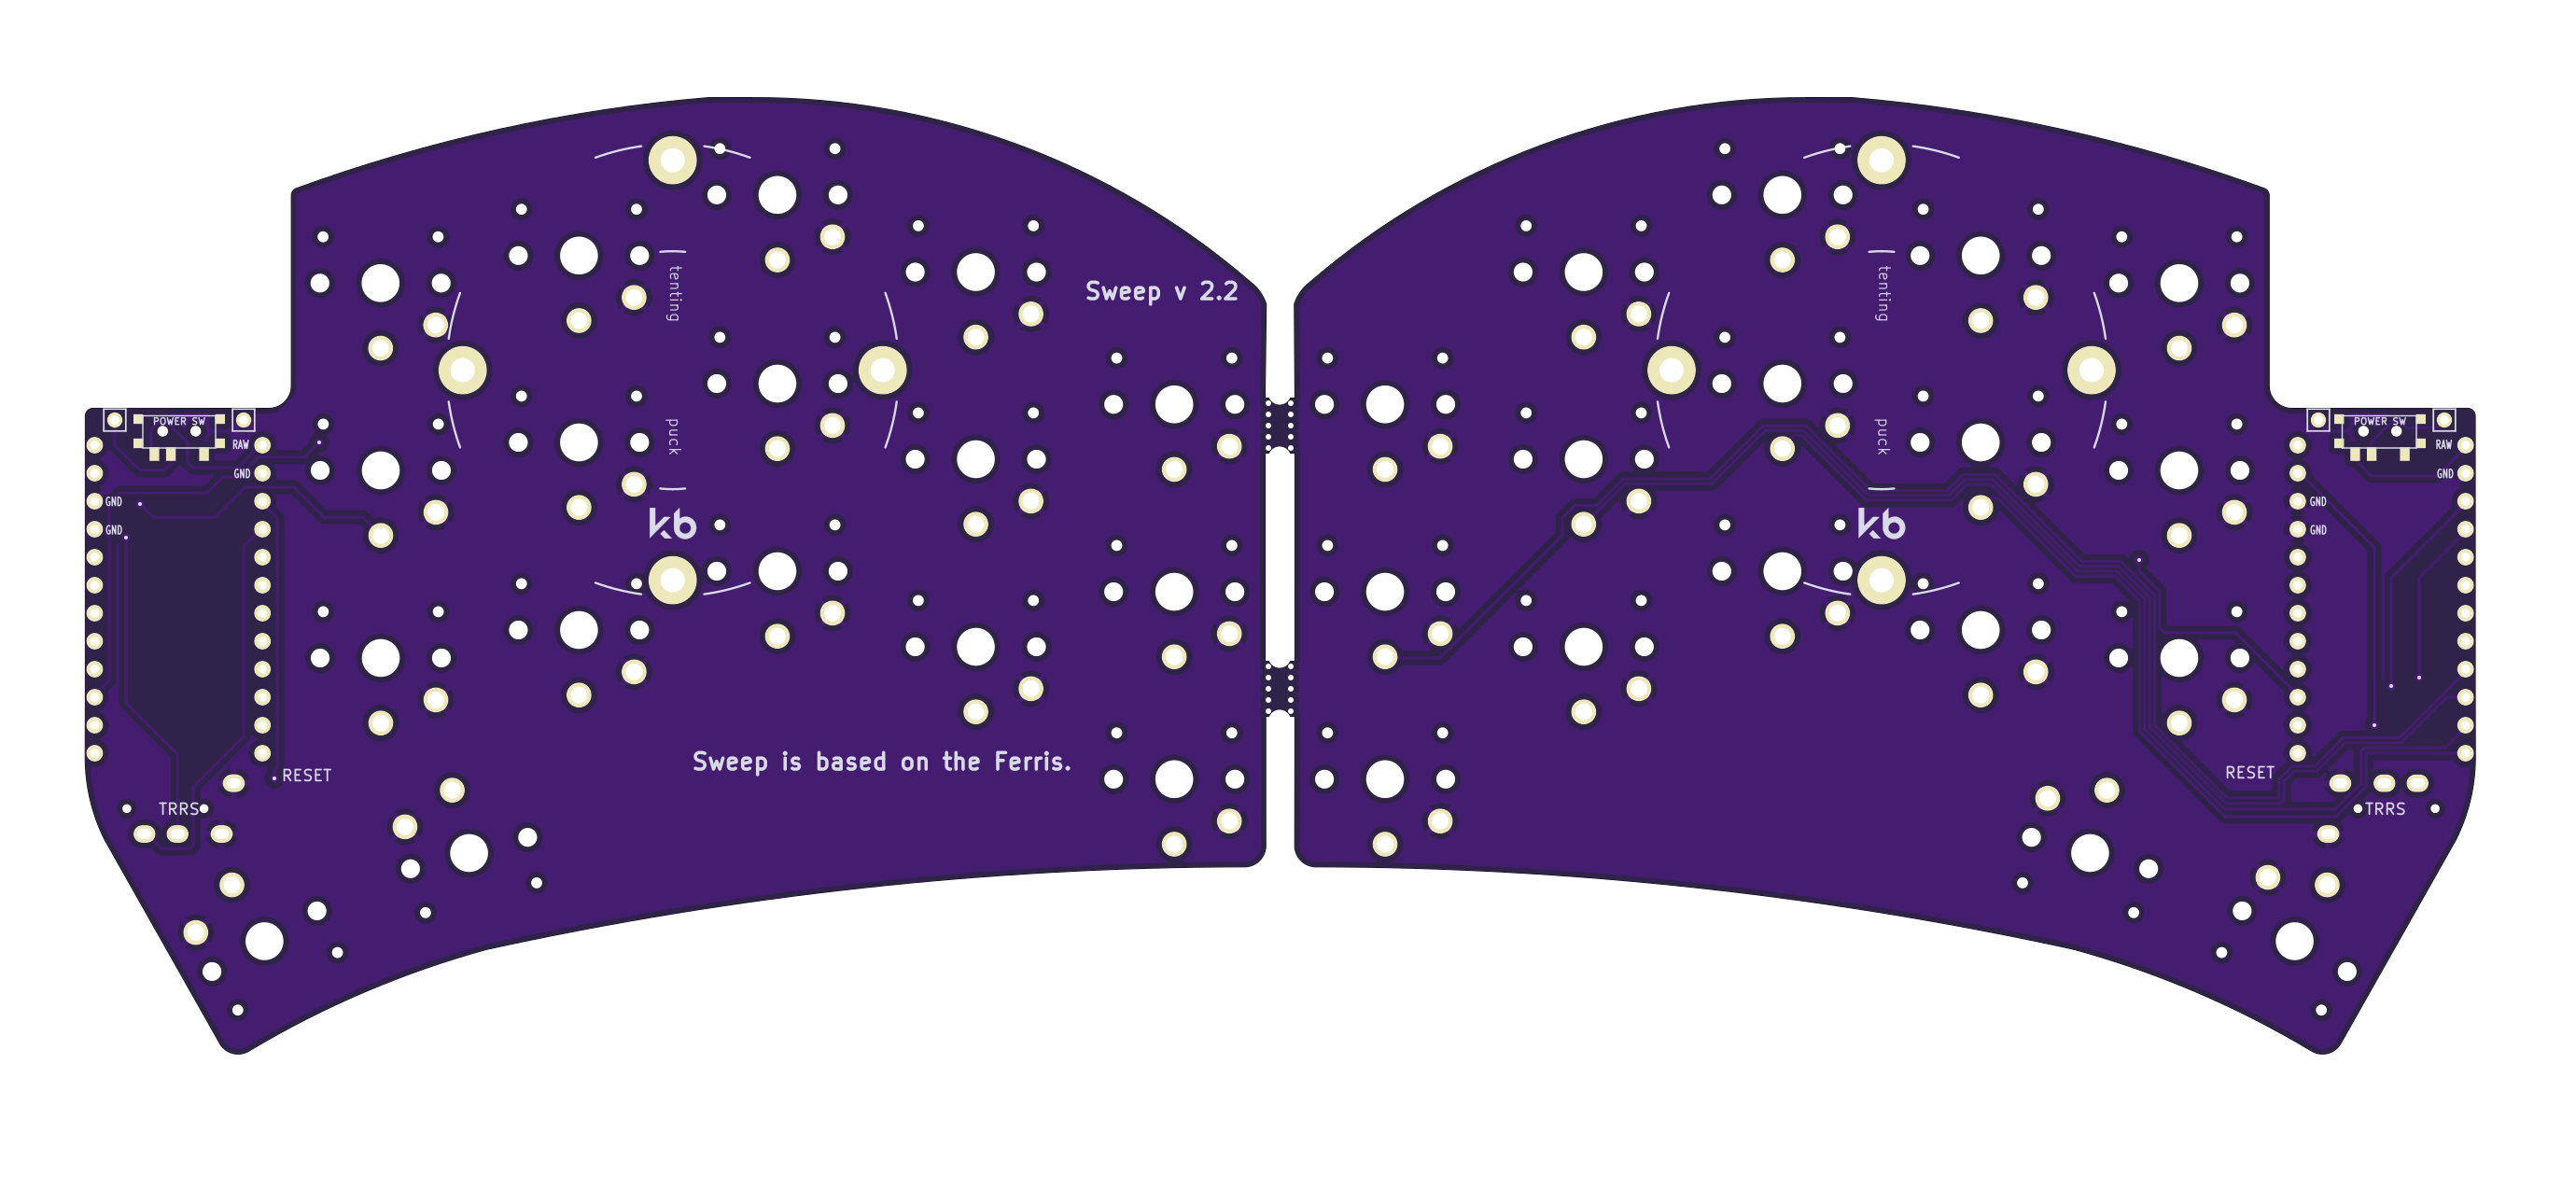 tenting
tenting
Sweep v 2.2
POWER SW
POWER SW
puck
puck
RAW
RAW
GND
GND
GND
GND
GND
GND
kb
kb
Sweep is based on the Ferris.
RESET
RESET
TRRS
TRRS